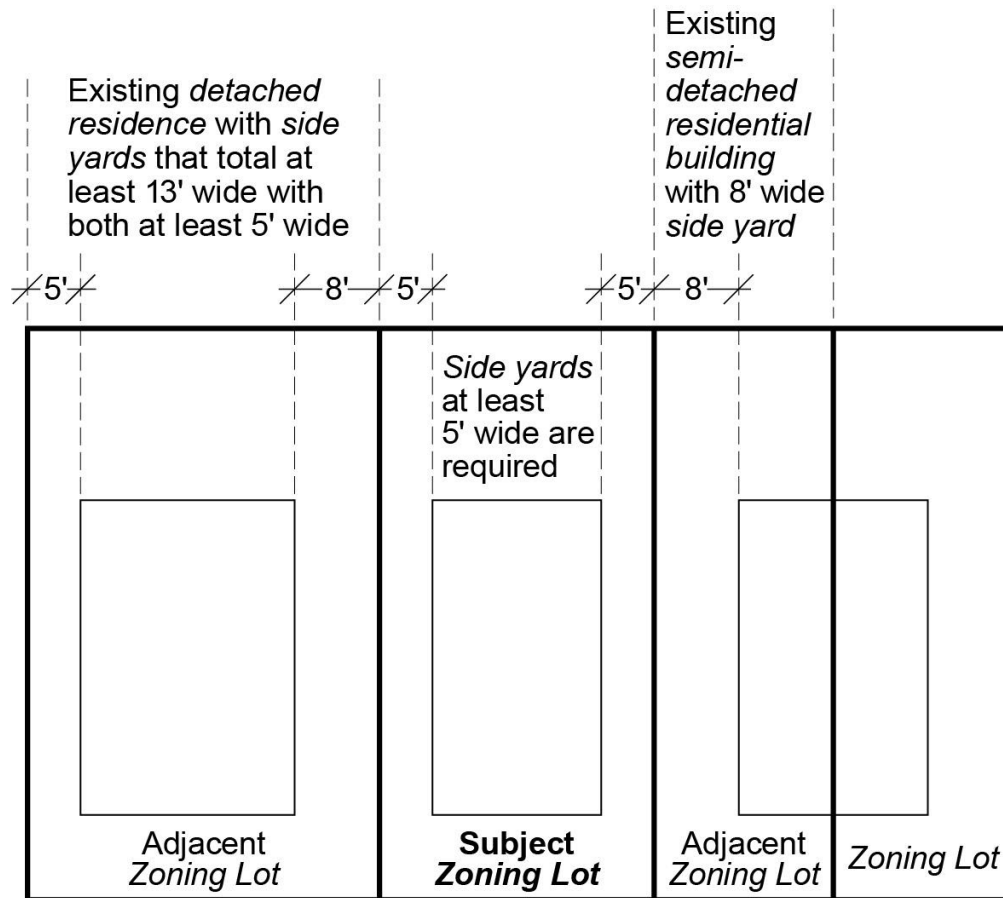 Existing detached
residence with side
yards that total at
least 13' wide with
both at least 5' wide
Existing
semi-
detached
residential
building
with 8' wide
side yard
5'
8'
5'
5'
8'
Side yards
at least
5' wide are
required
Adjacent
Zoning Lot
Subject
Zoning Lot
Adjacent
Zoning Lot
Zoning Lot